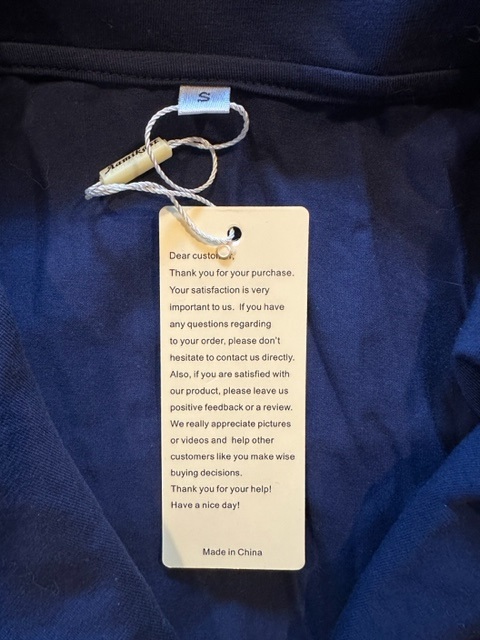 S
Dear customer,
Thank you for your purchase.
Your satisfaction is very
important to us. If you have
any questions regarding
to your order, please don't
hesitate to contact us directly.
Also, if you are satisfied with
our product, please leave us
positive feedback or a review.
We really appreciate pictures
or videos and help other
customers like you make wise
buying decisions.
Thank you for your help!
Have a nice day!
Made in China